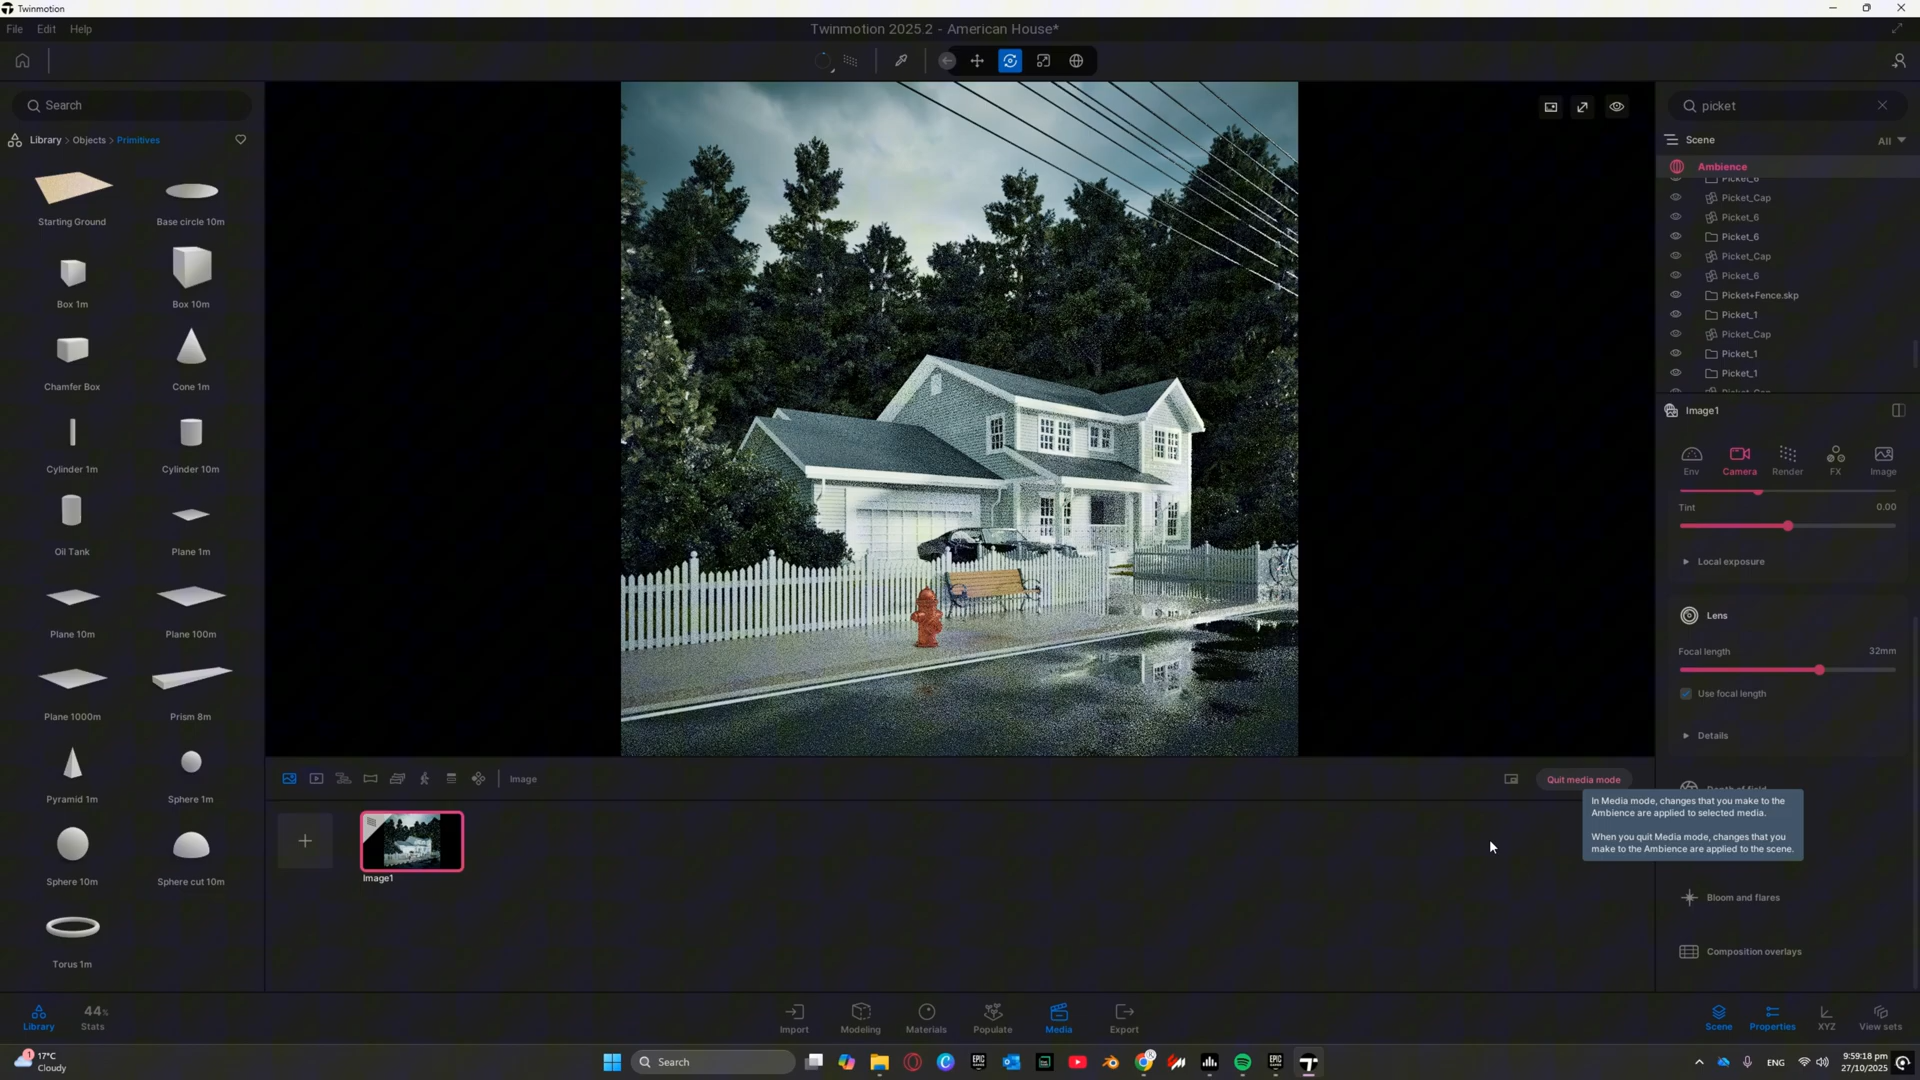 Twinmotion
File Edit Help
Twinmotion 2025.2 - American House*
Search
Library > Objects > Primitives
Starting Ground
Base circle 10m
Box 1m
Box 10m
Chamfer Box
Cone 1m
Cylinder 1m
Cylinder 10m
Oil Tank
Plane 1m
Plane 10m
Plane 100m
Plane 1000m
Prism 8m
Pyramid 1m
Sphere 1m
Sphere 10m
Sphere cut 10m
Torus 1m
picket
Scene
All
Ambience
Picket_6
Picket_Cap
Picket_6
Picket_6
Picket_Cap
Picket_6
Picket+Fence.skp
Picket_1
Picket_Cap
Picket_1
Picket_1
Image1
Env Camera Render FX Image
Tint 0.00
Local exposure
Lens
Focal length 32mm
Use focal length
Details
Image
Quit media mode
In Media mode, changes that you make to the
Ambience are applied to selected media.
When you quit Media mode, changes that you
make to the Ambience are applied to the scene.
Image1
Bloom and flares
Composition overlays
Library
44%
Stats
Import Modeling Materials Populate Media Export
Scene Properties XYZ View sets
1
17°C
Cloudy
Search
EPIC
EPIC
ENG
9:59:18 pm
27/10/2025